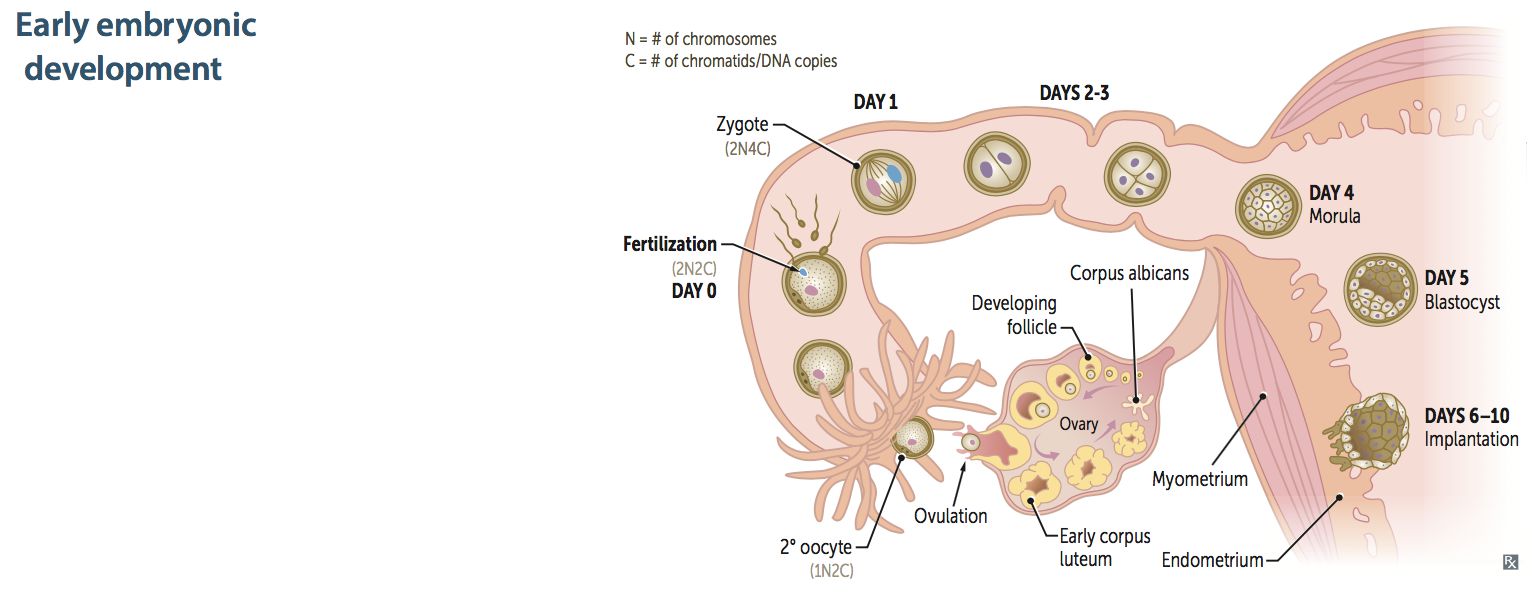 Early embryonic
development
N = # of chromosomes
C = # of chromatids/DNA copies
DAY 1
DAYS 2-3
Zygote
(2N4C)
DAY 4
Morula
Fertilization
(2N2C)
DAY 0
Corpus albicans
DAY 5
Blastocyst
Developing
follicle
Ovary
DAYS 6–10
Implantation
Myometrium
Ovulation
2° oocyte
(1N2C)
Early corpus
luteum
Endometrium
Rx